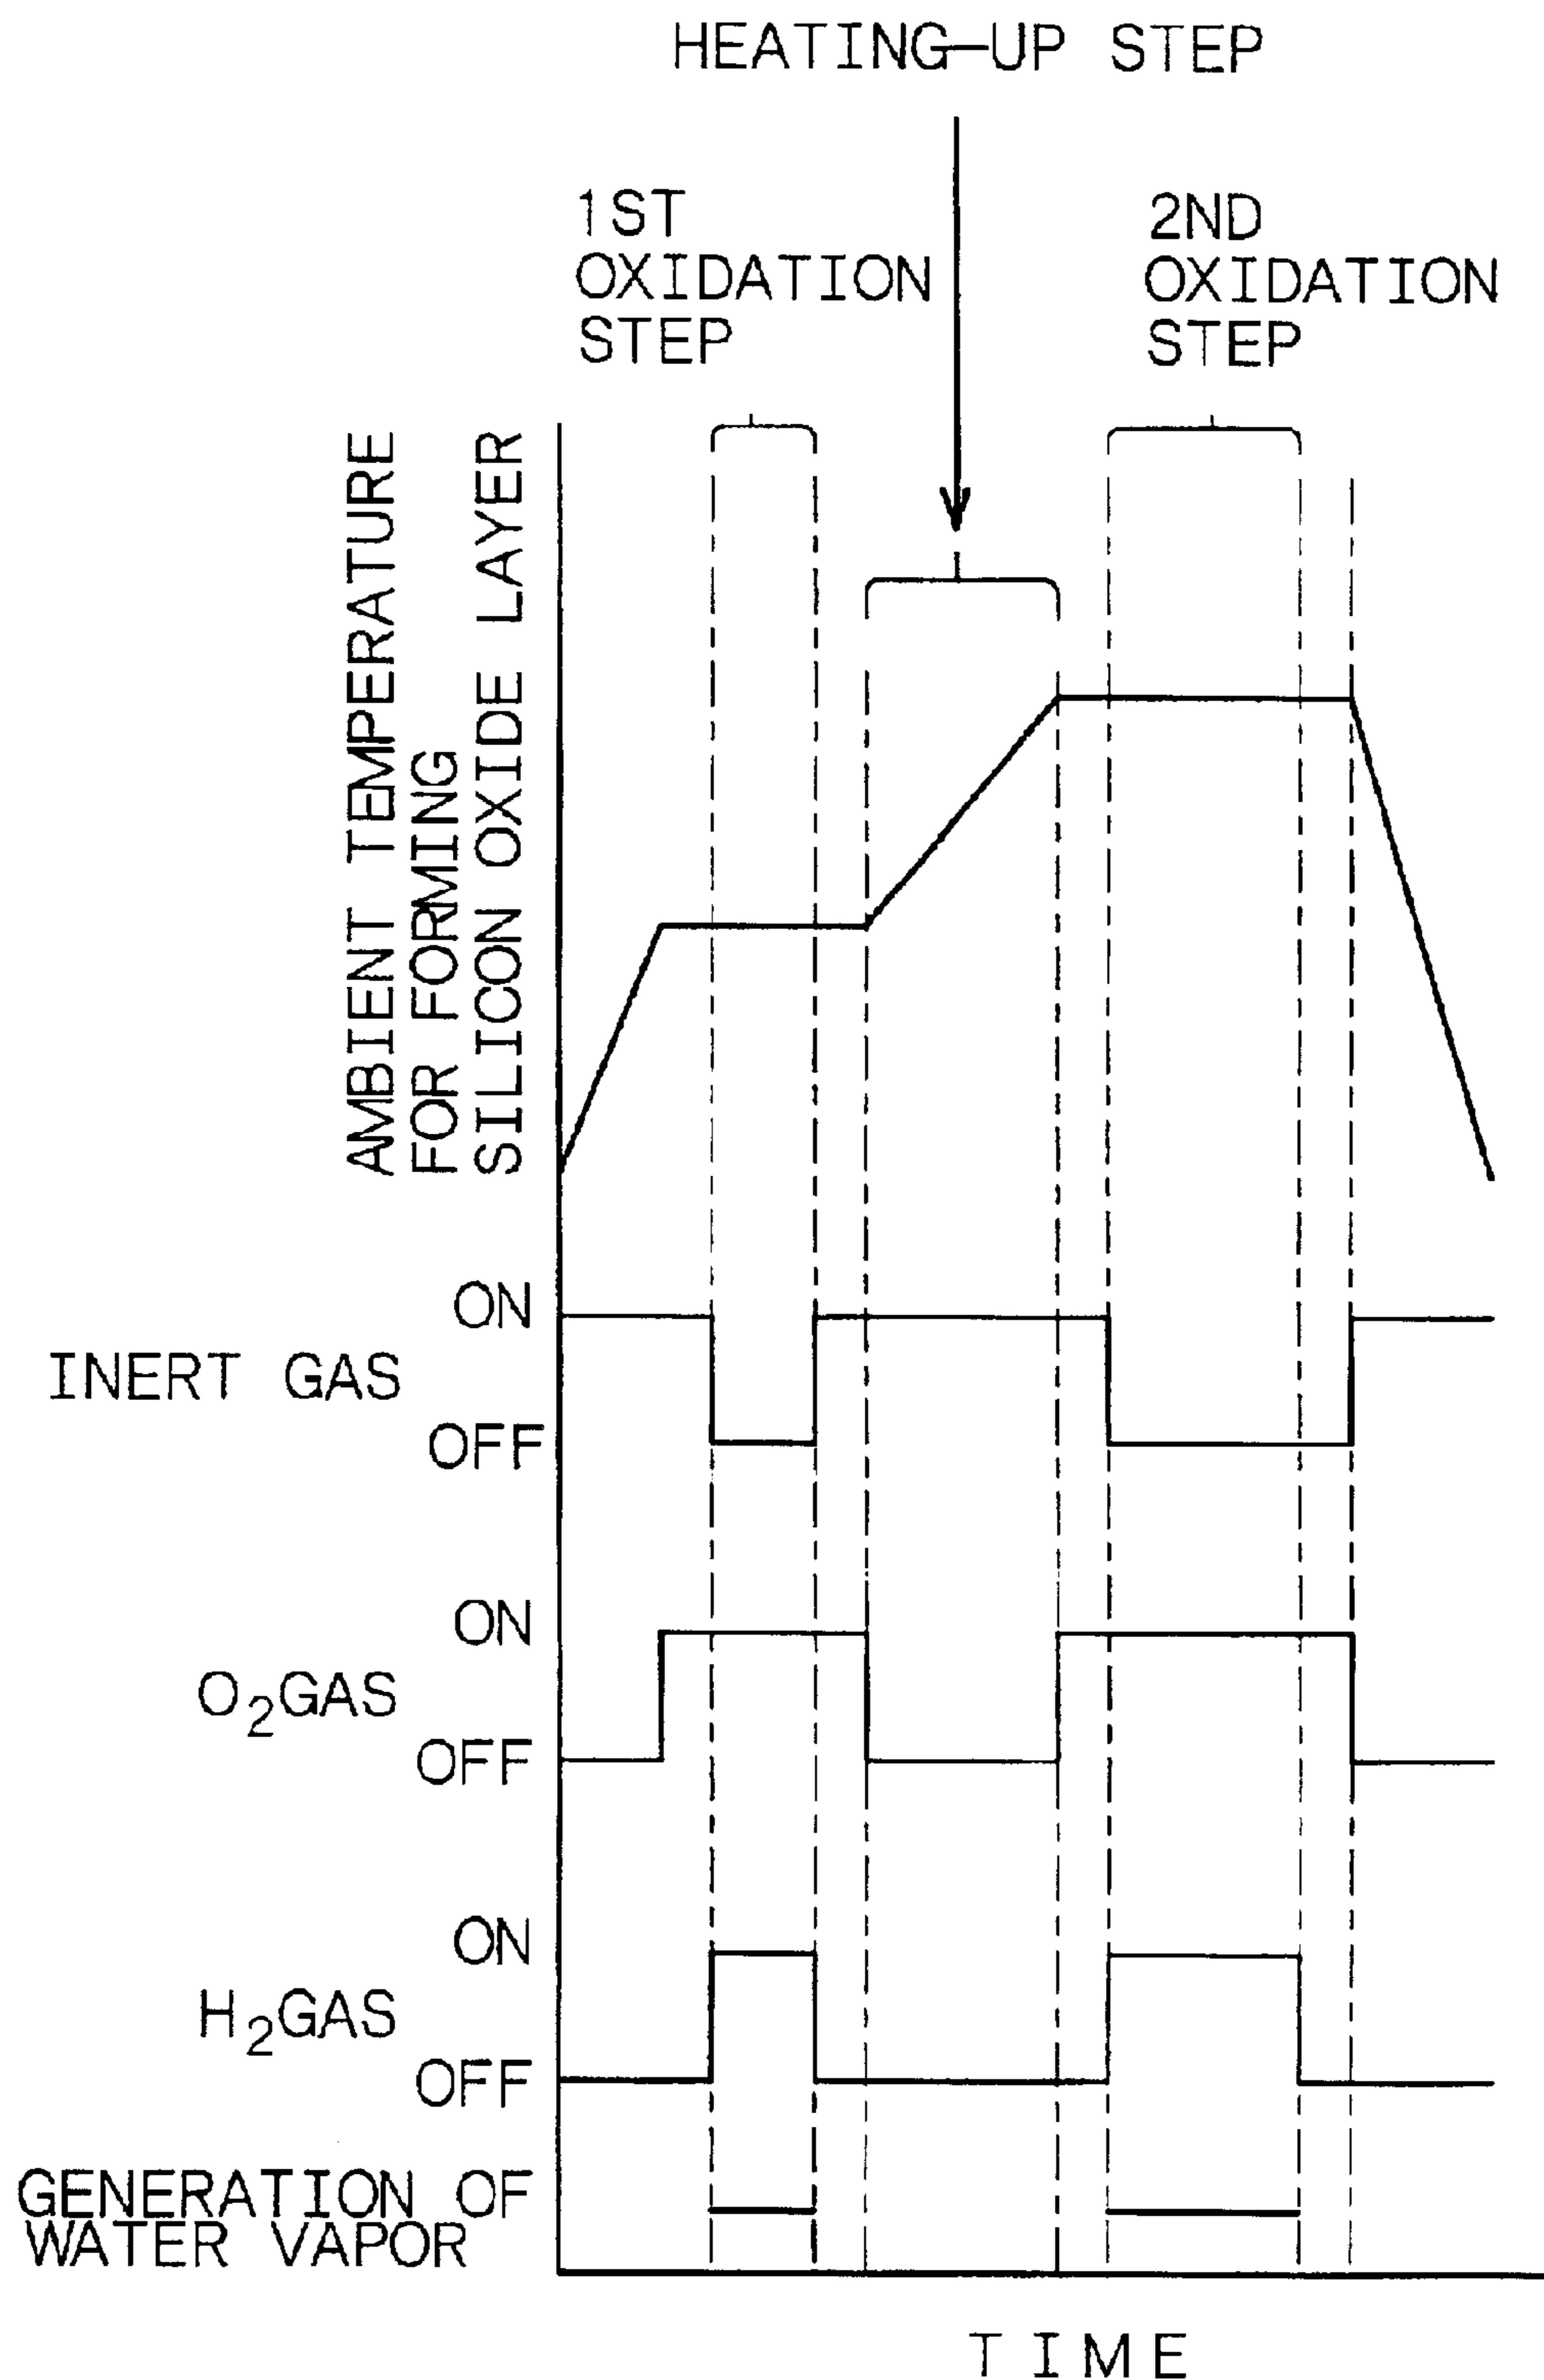 HEATING-UP STEP
1ST
OXIDATION
STEP
2ND
OXIDATION
STEP
AMBIENT TEMPERATURE
FOR FORMING
SILICON OXIDE LAYER
ON
INERT GAS
OFF
ON
O₂GAS
OFF
ON
H₂GAS
OFF
GENERATION OF
WATER VAPOR
TIME